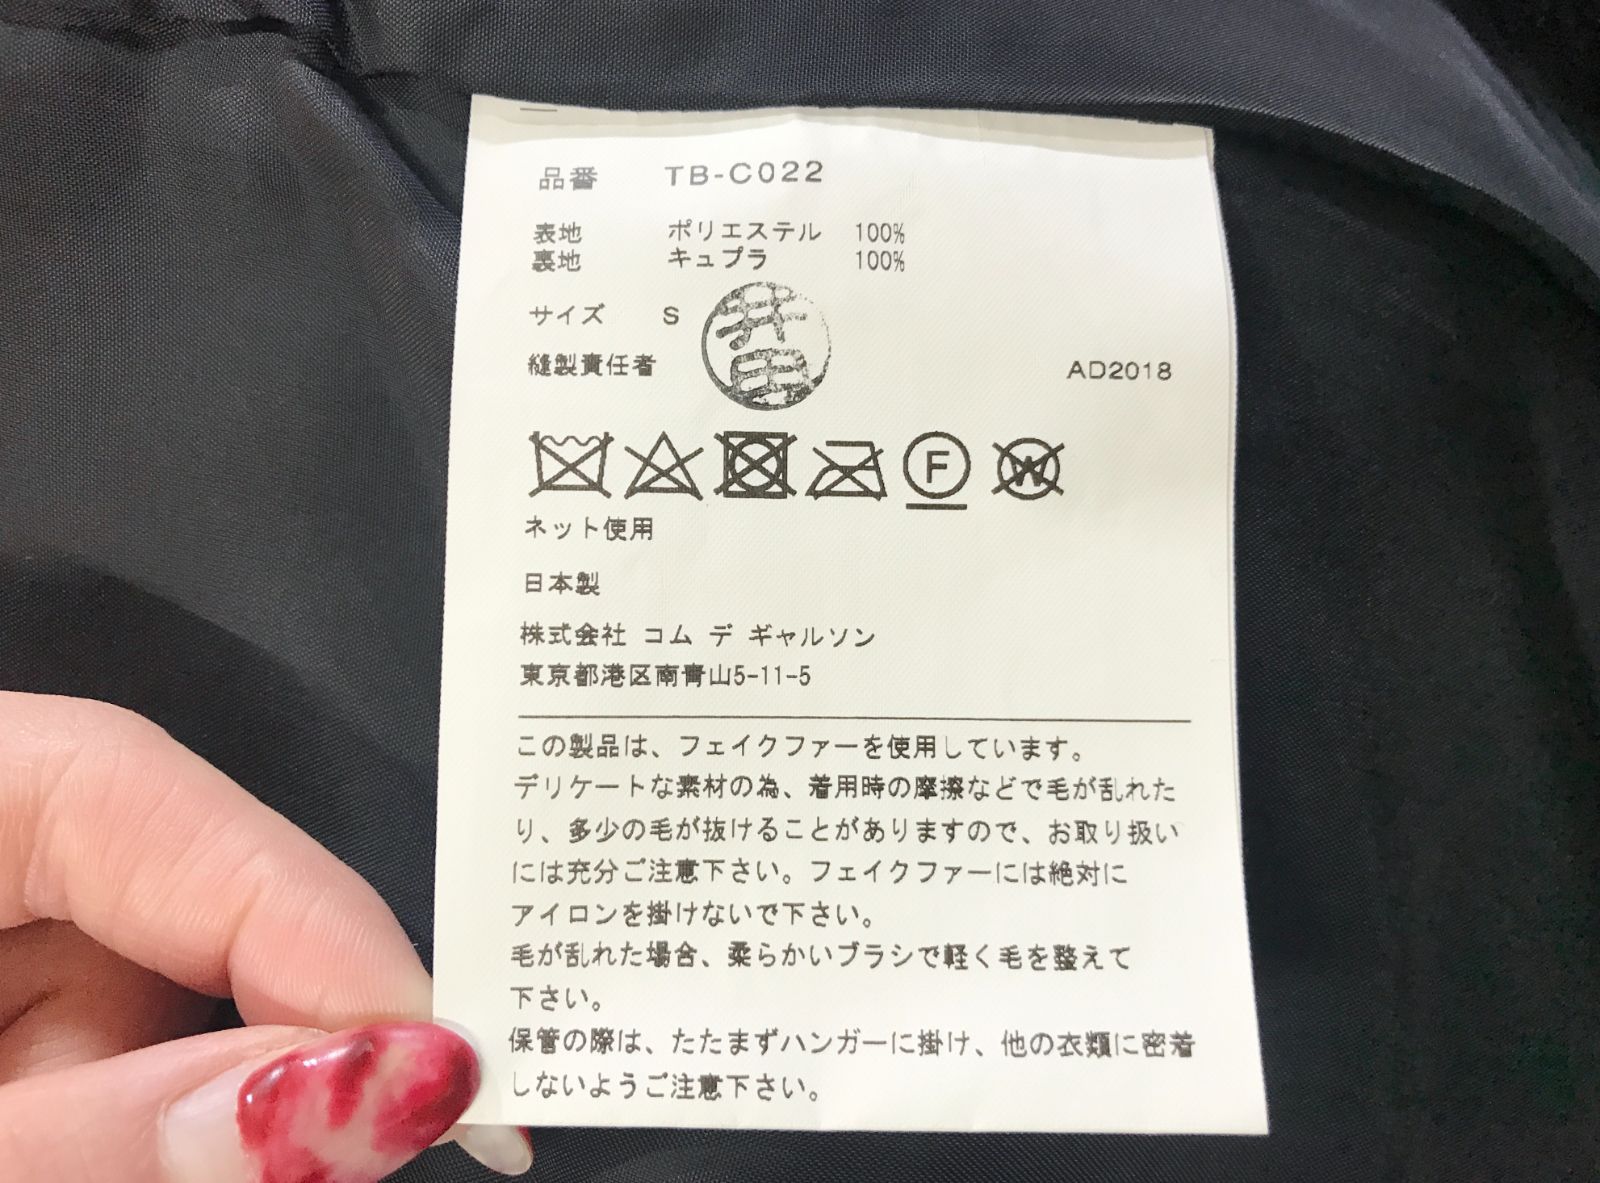 品番 TB-C022
表地 ポリエステル 100%
裏地 キュプラ 100%
サイズ S
縫製責任者 井田
AD2018
F W
ネット使用
日本製
株式会社 コム デ ギャルソン
東京都港区南青山5-11-5
この製品は、フェイクファーを使用しています。
デリケートな素材の為、着用時の摩擦などで毛が乱れた
り、多少の毛が抜けることがありますので、お取り扱い
には充分ご注意下さい。フェイクファーには絶対に
アイロンを掛けないで下さい。
毛が乱れた場合、柔らかいブラシで軽く毛を整えて
下さい。
保管の際は、たたまずハンガーに掛け、他の衣類に密着
しないようご注意下さい。